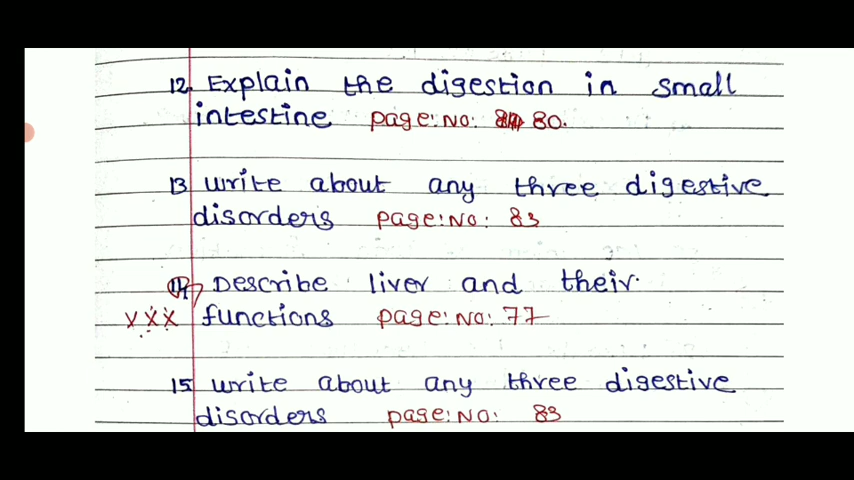 12. Explain the digestion in small
intestine page:No: 80.
13 write about any three digestive
disorders page:No: 83
14 Describe liver and their
XXX functions page:No: 77
15 write about any three digestive
disorders page:No: 83